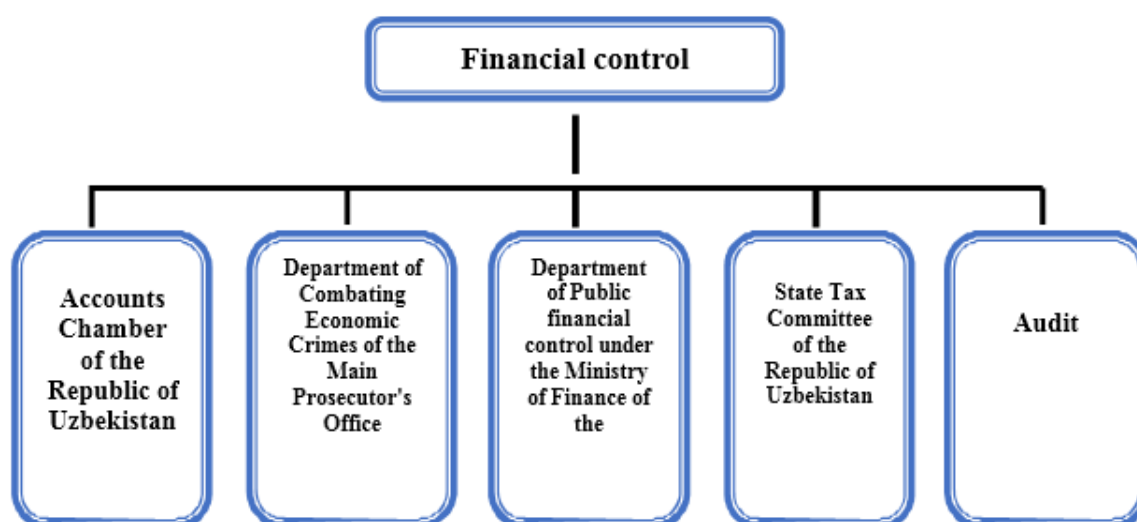 Financial control
Accounts
Chamber
of the
Republic of
Uzbekistan
Department of
Combating
Economic
Crimes of the
Main
Prosecutor's
Office
Department
of Public
financial
control under
the Ministry
of Finance of
the
State Tax
Committee
of the
Republic of
Uzbekistan
Audit